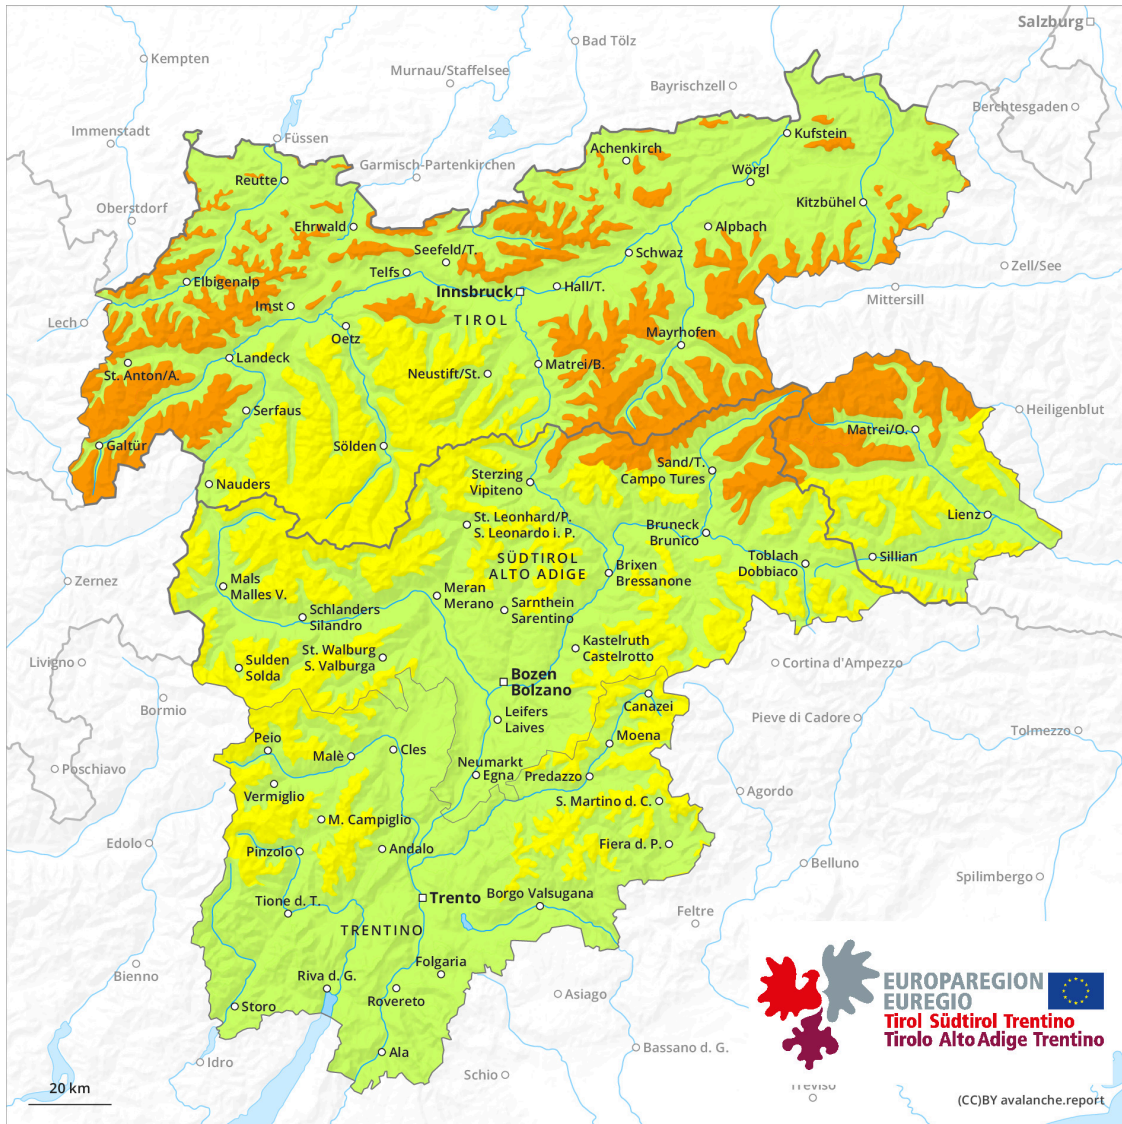 Salzburg
Bad Tölz
Kempten
Murnau/Staffelsee
Bayrischzell
Berchtesgaden
Immenstadt
Füssen
Kufstein
Achenkirch
Garmisch-Partenkirchen
Wörgl
Reutte
Oberstdorf
Kitzbühel
Ehrwald
Alpbach
Seefeld/T.
Schwaz
Telfs
Zell/See
Elbigenalp
Hall/T.
Innsbruck
Mittersill
Imst
Lech
TIROL
Mayrhofen
Oetz
Landeck
Matrei/B.
St. Anton/A.
Neustift/St.
Serfaus
Heiligenblut
Matrei/O.
Galtür
Sölden
Sand/T.
Campo Tures
Sterzing
Vipiteno
Nauders
Lienz
St. Leonhard/P.
S. Leonardo i. P.
Bruneck
Brunico
SÜDTIROL
ALTO ADIGE
Toblach
Dobbiaco
Sillian
Brixen
Bressanone
Zernez
Mals
Malles V.
Meran
Merano
Sarnthein
Sarentino
Schlanders
Silandro
Kastelruth
Castelrotto
St. Walburg
S. Valburga
Livigno
Sulden
Solda
Cortina d'Ampezzo
Bozen
Bolzano
Bormio
Canazei
Leifers
Laives
Pieve di Cadore
Tolmezzo
Peio
Moena
Malè
Cles
Poschiavo
Neumarkt
Egna
Predazzo
Vermiglio
Agordo
S. Martino d. C.
M. Campiglio
Edolo
Pinzolo
Andalo
Fiera d. P.
Belluno
Spilimbergo
Tione d. T.
Trento
Borgo Valsugana
Feltre
TRENTINO
Folgaria
Bienno
Riva d. G.
Rovereto
Asiago
Storo
EUROPAREGION
EUREGIO
Tirol Südtirol Trentino
Tirolo Alto Adige Trentino
Ala
Bassano d. G.
Idro
Schio
Treviso
20 km
(CC)BY avalanche.report